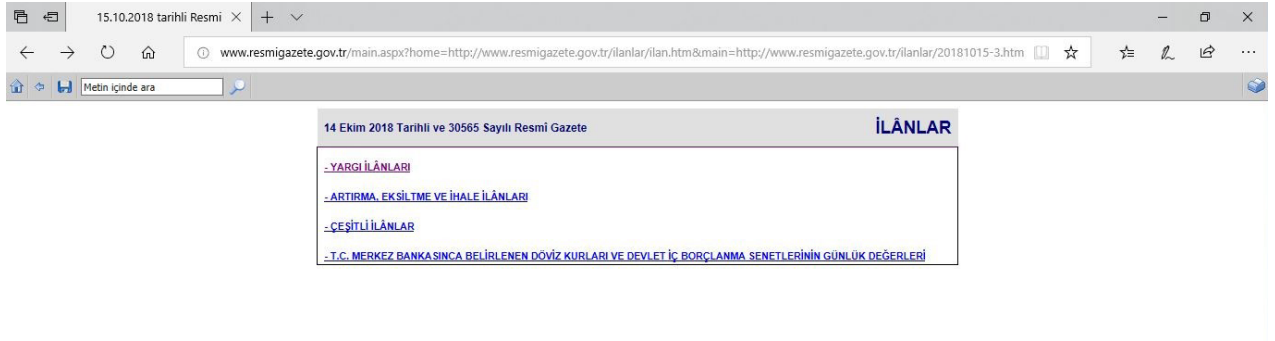 15.10.2018 tarihli Resmi
www.resmigazete.gov.tr/main.aspx?home=http://www.resmigazete.gov.tr/ilanlar/ilan.htm&main=http://www.resmigazete.gov.tr/ilanlar/20181015-3.htm
Metin içinde ara
14 Ekim 2018 Tarihli ve 30565 Sayılı Resmî Gazete
İLÂNLAR
- YARGI İLÂNLARI
- ARTIRMA, EKSİLTME VE İHALE İLÂNLARI
- ÇEŞİTLİ İLÂNLAR
- T.C. MERKEZ BANKASINCA BELİRLENEN DÖVİZ KURLARI VE DEVLET İÇ BORÇLANMA SENETLERİNİN GÜNLÜK DEĞERLERİ